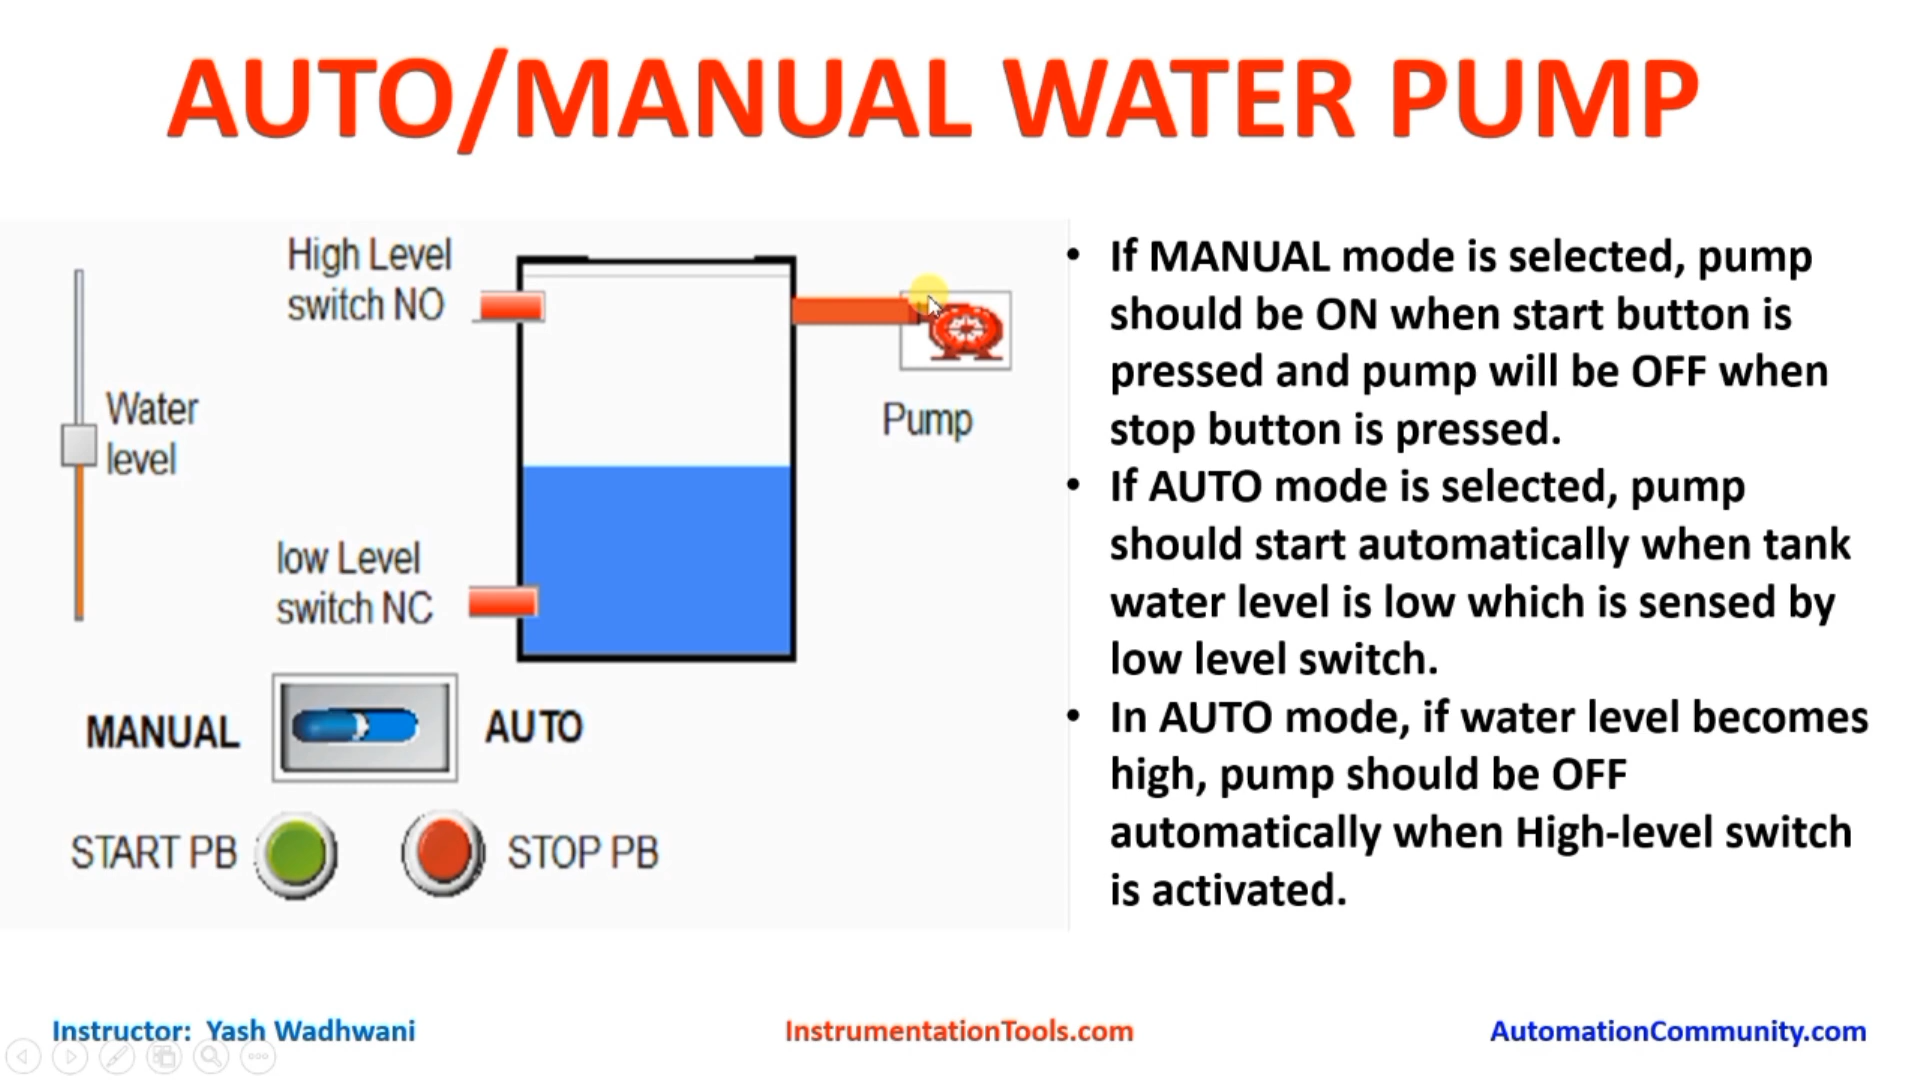 AUTO/MANUAL WATER PUMP
High Level
switch NO
Water
level
Pump
low Level
switch NC
MANUAL
AUTO
START PB
STOP PB
• If MANUAL mode is selected, pump
should be ON when start button is
pressed and pump will be OFF when
stop button is pressed.
• If AUTO mode is selected, pump
should start automatically when tank
water level is low which is sensed by
low level switch.
• In AUTO mode, if water level becomes
high, pump should be OFF
automatically when High-level switch
is activated.
Instructor: Yash Wadhwani
InstrumentationTools.com
AutomationCommunity.com